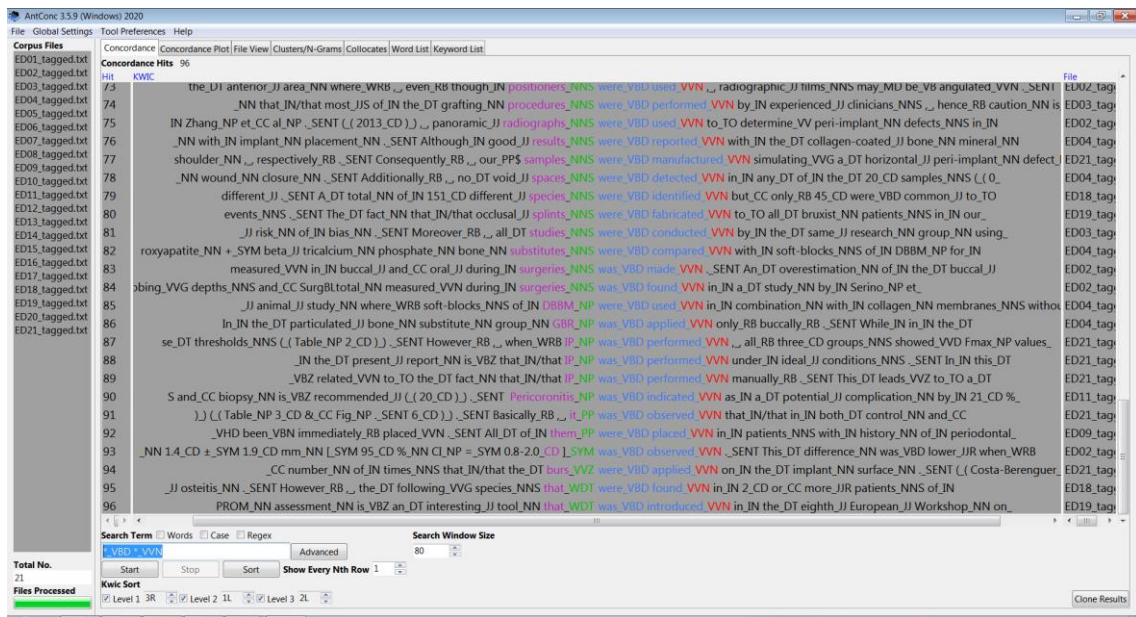 AntConc 3.5.9 (Windows) 2020
File Global Settings Tool Preferences Help
Corpus Files
ED01_tagged.txt
ED02_tagged.txt
ED03_tagged.txt
ED04_tagged.txt
ED05_tagged.txt
ED06_tagged.txt
ED07_tagged.txt
ED08_tagged.txt
ED09_tagged.txt
ED10_tagged.txt
ED11_tagged.txt
ED12_tagged.txt
ED13_tagged.txt
ED14_tagged.txt
ED15_tagged.txt
ED16_tagged.txt
ED17_tagged.txt
ED18_tagged.txt
ED19_tagged.txt
ED20_tagged.txt
ED21_tagged.txt
Total No.
21
Files Processed
Concordance Concordance Plot File View Clusters/N-Grams Collocates Word List Keyword List
Concordance Hits 96
Hit KWIC File
73 the_DT anterior_JJ area_NN where_WRB ,_, even_RB though_IN positioners_NNS were_VBD used_VVN ,_, radiographic_JJ films_NNS may_MD be_VB angulated_VVN ._SENT ED02_tag
74 _NN that_IN/that most_JJS of_IN the_DT grafting_NN procedures_NNS were_VBD performed_VVN by_IN experienced_JJ clinicians_NNS ,_, hence_RB caution_NN is ED03_tag
75 IN Zhang_NP et_CC al_NP ._SENT (_( 2013_CD )_) ,_, panoramic_JJ radiographs_NNS were_VBD used_VVN to_TO determine_VV peri-implant_NN defects_NNS in_IN ED02_tag
76 _NN with_IN implant_NN placement_NN ._SENT Although_IN good_JJ results_NNS were_VBD reported_VVN with_IN the_DT collagen-coated_JJ bone_NN mineral_NN ED04_tag
77 shoulder_NN ,_, respectively_RB ._SENT Consequently_RB ,_, our_PP$ samples_NNS were_VBD manufactured_VVN simulating_VVG a_DT horizontal_JJ peri-implant_NN defect_ ED21_tag
78 _NN wound_NN closure_NN ._SENT Additionally_RB ,_, no_DT void_JJ spaces_NNS were_VBD detected_VVN in_IN any_DT of_IN the_DT 20_CD samples_NNS (_( 0_ ED04_tag
79 different_JJ ._SENT A_DT total_NN of_IN 151_CD different_JJ species_NNS were_VBD identified_VVN but_CC only_RB 45_CD were_VBD common_JJ to_TO ED18_tag
80 events_NNS ._SENT The_DT fact_NN that_IN/that occlusal_JJ splints_NNS were_VBD fabricated_VVN to_TO all_DT bruxist_NN patients_NNS in_IN our_ ED19_tag
81 _JJ risk_NN of_IN bias_NN ._SENT Moreover_RB ,_, all_DT studies_NNS were_VBD conducted_VVN by_IN the_DT same_JJ research_NN group_NN using_ ED03_tag
82 roxyapatite_NN +_SYM beta_JJ tricalcium_NN phosphate_NN bone_NN substitutes_NNS were_VBD compared_VVN with_IN soft-blocks_NNS of_IN DBBM_NP for_IN ED04_tag
83 measured_VVN in_IN buccal_JJ and_CC oral_JJ during_IN surgeries_NNS was_VBD made_VVN ._SENT An_DT overestimation_NN of_IN the_DT buccal_JJ ED02_tag
84 obing_VVG depths_NNS and_CC SurgBLtotal_NN measured_VVN during_IN surgeries_NNS was_VBD found_VVN in_IN a_DT study_NN by_IN Serino_NP et_ ED02_tag
85 _JJ animal_JJ study_NN where_WRB soft-blocks_NNS of_IN DBBM_NP were_VBD used_VVN in_IN combination_NN with_IN collagen_NN membranes_NNS withou ED04_tag
86 In_IN the_DT particulated_JJ bone_NN substitute_NN group_NN GBR_NP was_VBD applied_VVN only_RB buccally_RB ._SENT While_IN in_IN the_DT ED04_tag
87 se_DT thresholds_NNS (_( Table_NP 2_CD )_) ._SENT However_RB ,_, when_WRB IP_NP was_VBD performed_VVN ,_, all_RB three_CD groups_NNS showed_VVD Fmax_NP values_ ED21_tag
88 _IN the_DT present_JJ report_NN is_VBZ that_IN/that IP_NP was_VBD performed_VVN under_IN ideal_JJ conditions_NNS ._SENT In_IN this_DT ED21_tag
89 _VBZ related_VVN to_TO the_DT fact_NN that_IN/that IP_NP was_VBD performed_VVN manually_RB ._SENT This_DT leads_VVZ to_TO a_DT ED21_tag
90 S and_CC biopsy_NN is_VBZ recommended_JJ (_( 20_CD )_) ._SENT Pericoronitis_NP was_VBD indicated_VVN as_IN a_DT potential_JJ complication_NN by_IN 21_CD %_ ED11_tag
91 )_) (_( Table_NP 3_CD &_CC Fig_NP ._SENT 6_CD )_) ._SENT Basically_RB ,_, it_PP was_VBD observed_VVN that_IN/that in_IN both_DT control_NN and_CC ED21_tag
92 _VHD been_VBN immediately_RB placed_VVN ._SENT All_DT of_IN them_PP were_VBD placed_VVN in_IN patients_NNS with_IN history_NN of_IN periodontal_ ED09_tag
93 _NN 1.4_CD ±_SYM 1.9_CD mm_NN [_SYM 95_CD %_NN CI_NP =_SYM 0.8-2.0_CD ]_SYM was_VBD observed_VVN ._SENT This_DT difference_NN was_VBD lower_JJR when_WRB ED02_tag
94 _CC number_NN of_IN times_NNS that_IN/that the_DT burs_VVZ were_VBD applied_VVN on_IN the_DT implant_NN surface_NN ._SENT (_( Costa-Berenguer_ ED21_tag
95 _JJ osteitis_NN ._SENT However_RB ,_, the_DT following_VVG species_NNS that_WDT were_VBD found_VVN in_IN 2_CD or_CC more_JJR patients_NNS of_IN ED18_tag
96 PROM_NN assessment_NN is_VBZ an_DT interesting_JJ tool_NN that_WDT was_VBD introduced_VVN in_IN the_DT eighth_JJ European_JJ Workshop_NN on_ ED01_tag
Search Term Words Case Regex Search Window Size
*_VBD *_VVN Advanced 80
Start Stop Sort Show Every Nth Row 1
Kwic Sort
Level 1 3R Level 2 1L Level 3 2L Clone Results